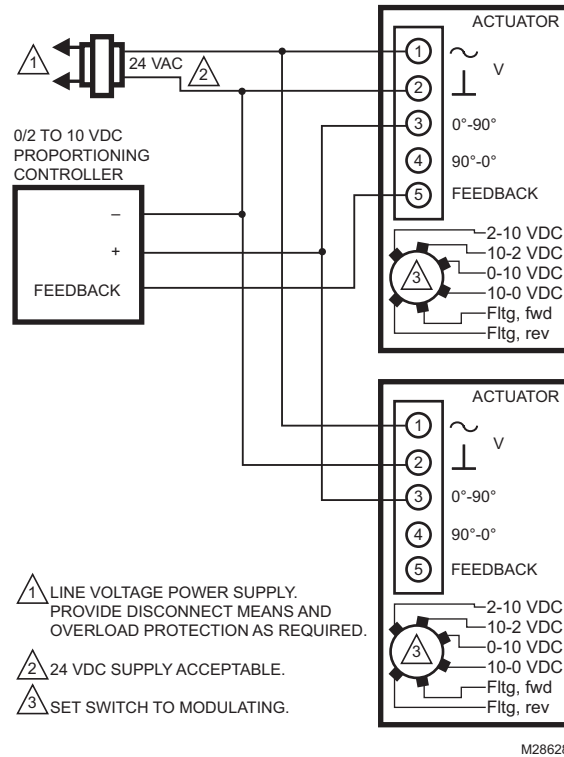 ACTUATOR
1
24 VAC
2
1
V
2
3
0°-90°
4
90°-0°
5
FEEDBACK
0/2 TO 10 VDC
PROPORTIONING
CONTROLLER
–
+
FEEDBACK
3
2-10 VDC
10-2 VDC
0-10 VDC
10-0 VDC
Fltg, fwd
Fltg, rev
ACTUATOR
1
V
2
3
0°-90°
4
90°-0°
5
FEEDBACK
3
2-10 VDC
10-2 VDC
0-10 VDC
10-0 VDC
Fltg, fwd
Fltg, rev
1 LINE VOLTAGE POWER SUPPLY.
PROVIDE DISCONNECT MEANS AND
OVERLOAD PROTECTION AS REQUIRED.
2 24 VDC SUPPLY ACCEPTABLE.
3 SET SWITCH TO MODULATING.
M28628